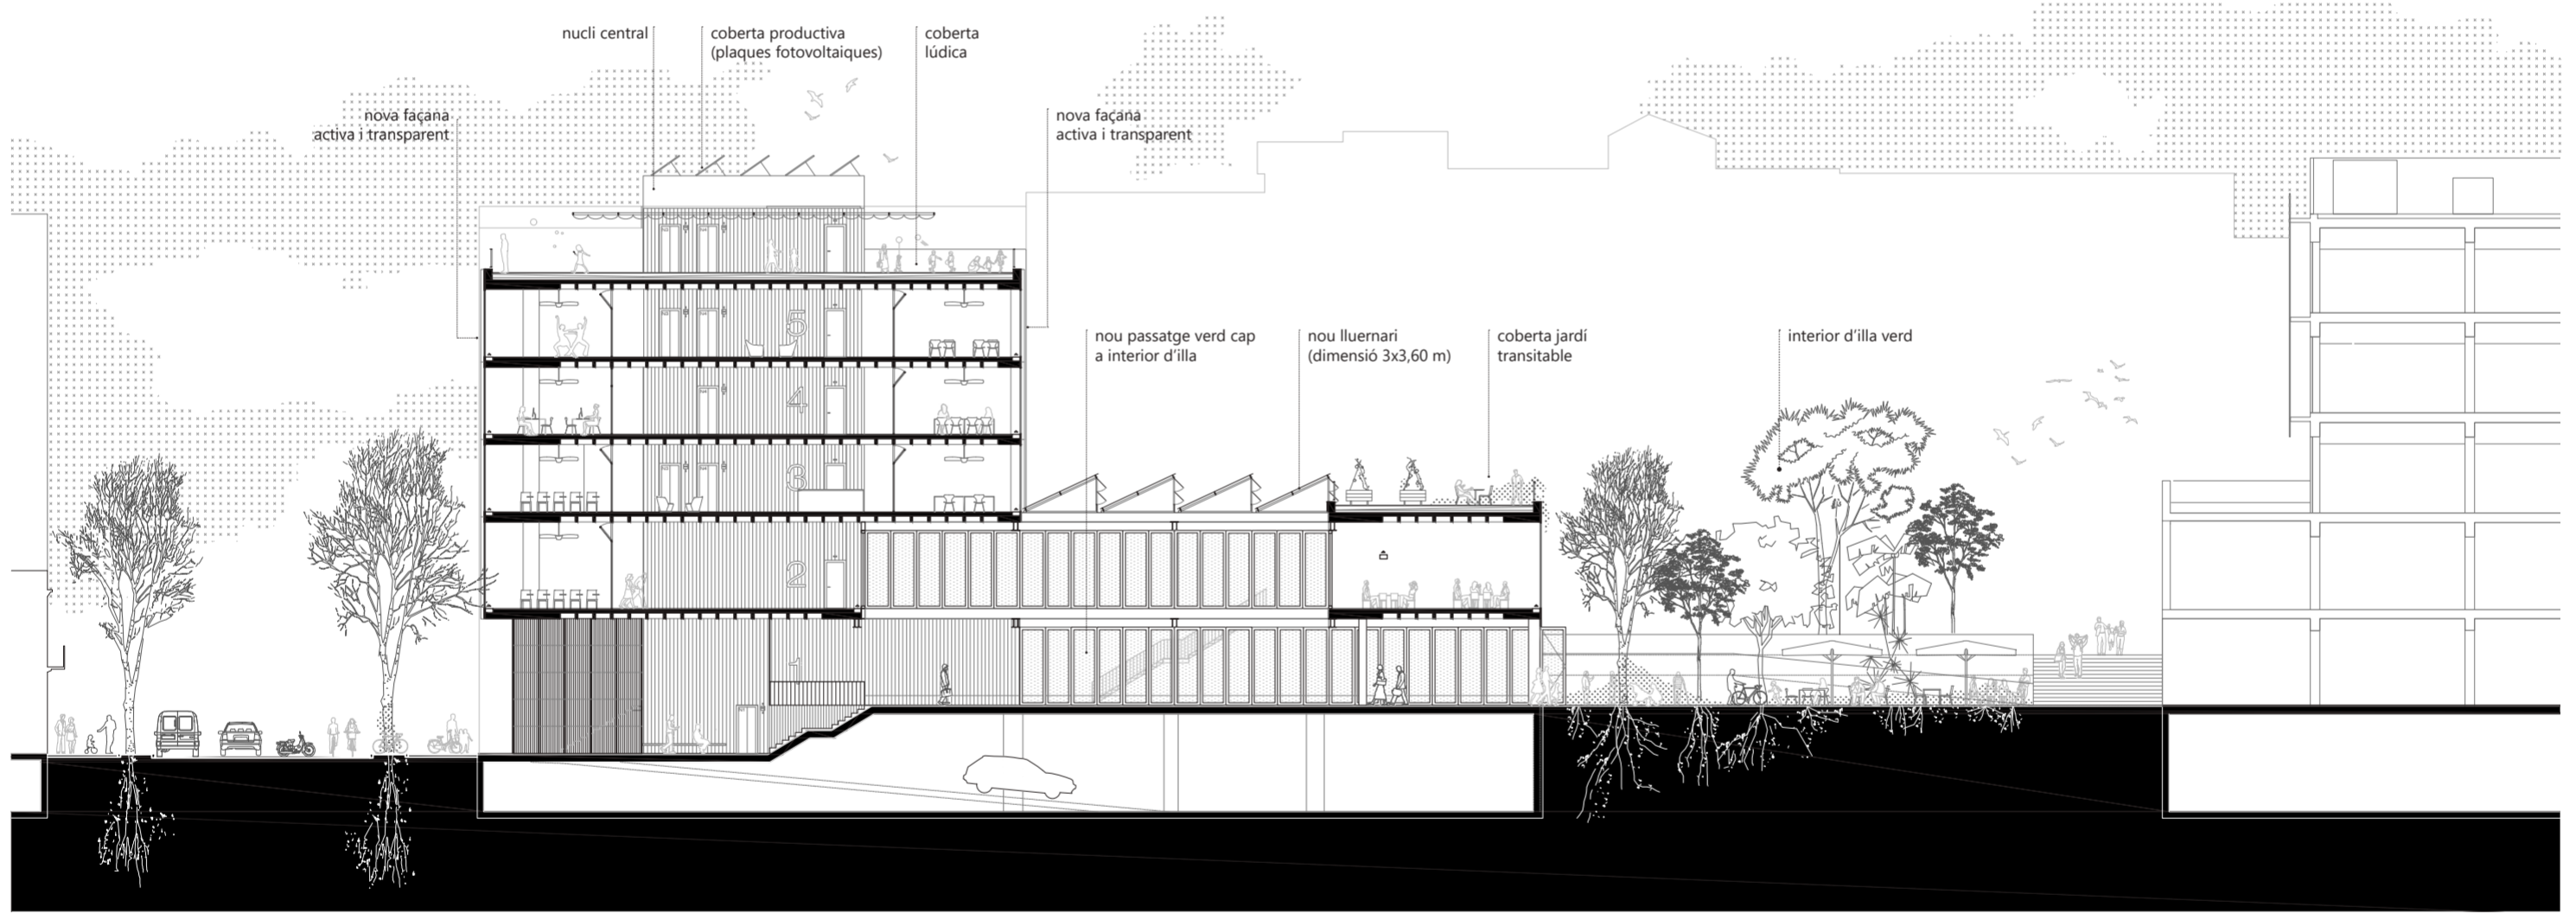 nucli central
coberta productiva
(plaques fotovoltaiques)
coberta
lúdica
nova façana
activa i transparent
nova façana
activa i transparent
nou passatge verd cap
a interior d'illa
nou lluernari
(dimensió 3x3,60 m)
coberta jardí
transitable
interior d'illa verd
5
4
3
2
1